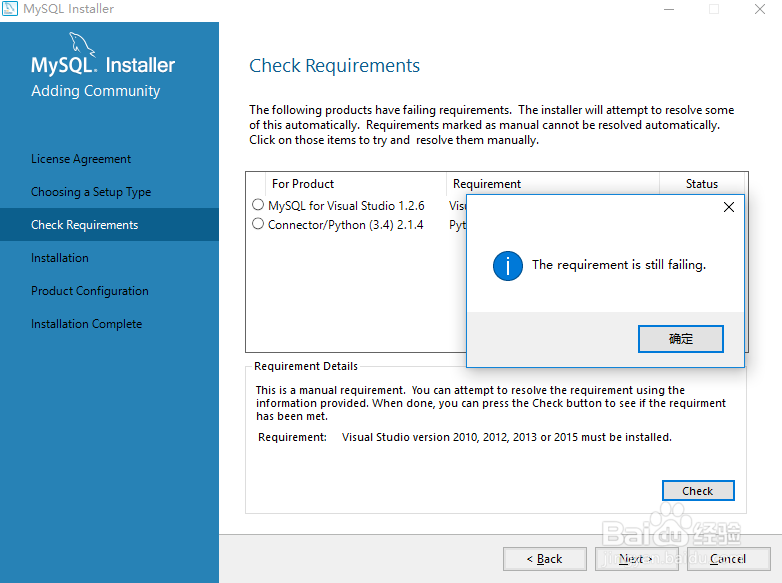 MySQL Installer
MySQL. Installer
Adding Community
License Agreement
Choosing a Setup Type
Check Requirements
Installation
Product Configuration
Installation Complete
Check Requirements
The following products have failing requirements. The installer will attempt to resolve some
of this automatically. Requirements marked as manual cannot be resolved automatically.
Click on those items to try and resolve them manually.
For Product Requirement Status
MySQL for Visual Studio 1.2.6
Connector/Python (3.4) 2.1.4
The requirement is still failing.
确定
Requirement Details
This is a manual requirement. You can attempt to resolve the requirement using the
information provided. When done, you can press the Check button to see if the requirment
has been met.
Requirement: Visual Studio version 2010, 2012, 2013 or 2015 must be installed.
Check
< Back Next > Cancel
Baidu 经验